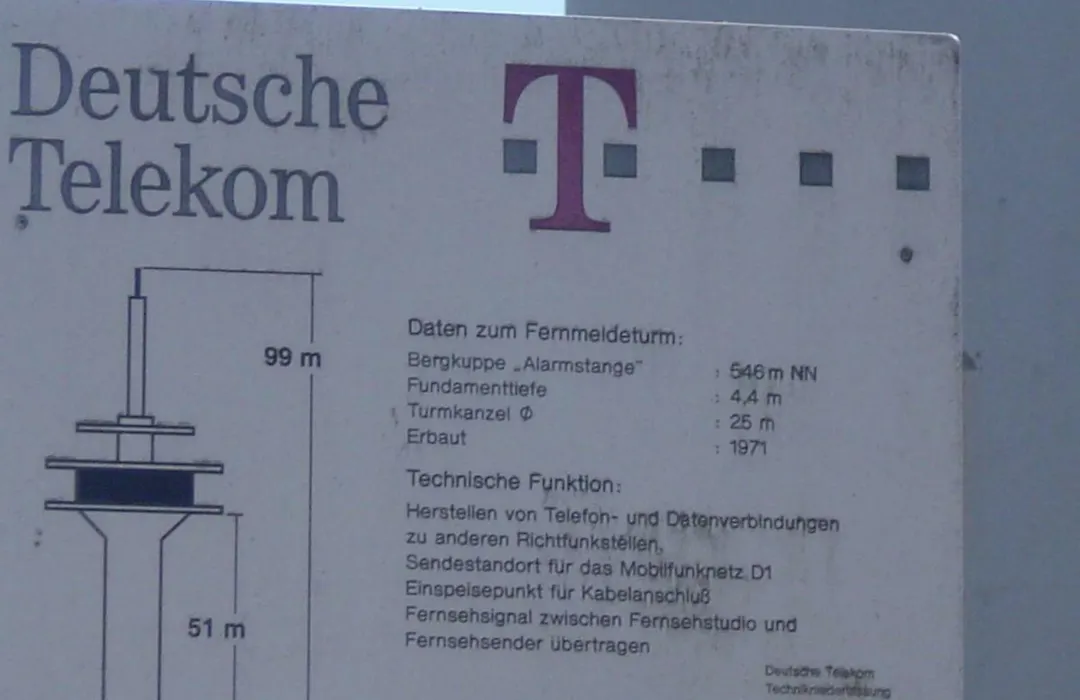 Deutsche
Telekom
T
99 m
51 m
Daten zum Fernmeldeturm:
Bergkuppe „Alarmstange" : 546 m NN
Fundamenttiefe : 4,4 m
Turmkanzel Φ : 25 m
Erbaut : 1971
Technische Funktion:
Herstellen von Telefon- und Datenverbindungen
zu anderen Richtfunkstellen,
Sendestandort für das Mobilfunknetz D1
Einspeisepunkt für Kabelanschluß
Fernsehsignal zwischen Fernsehstudio und
Fernsehsender übertragen
Deutsche Telekom
Technikniederlassung